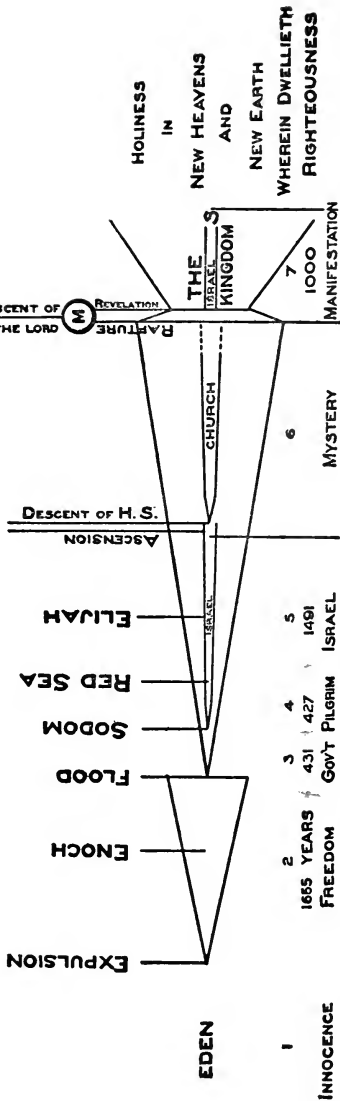 EXPULSION
ENOCH
FLOOD
SODOM
RED SEA
ELIJAH
ASCENSION
DESCENT OF H. S.
SCENT OF
THE LORD
M
RAPTURE
REVELATION
EDEN
ISRAEL
CHURCH
THE
ISRAEL
KINGDOM
S
HOLINESS
IN
NEW HEAVENS
AND
NEW EARTH
WHEREIN DWELLIETH
RIGHTEOUSNESS
1 2 3 4 5 6 7
1655 YEARS 431 427 1491 1000
INNOCENCE FREEDOM GOV'T PILGRIM ISRAEL MYSTERY MANIFESTATION